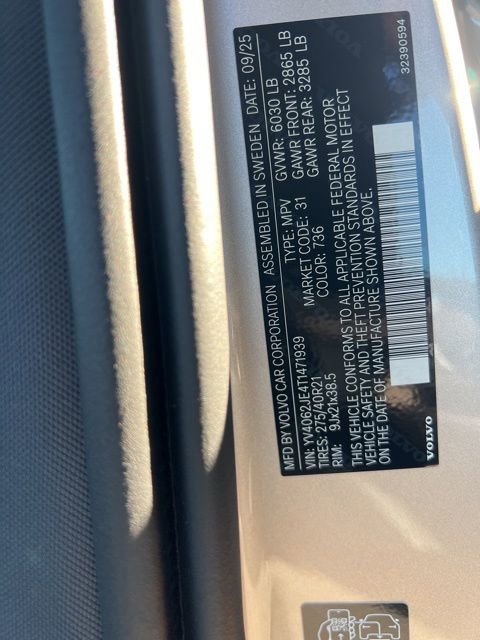 MFD BY VOLVO CAR CORPORATION ASSEMBLED IN SWEDEN DATE: 09/25
VIN: YV4062JE4T1471939 TYPE: MPV GVWR: 6030 LB
TIRES: 275/40R21 MARKET CODE: 31 GAWR FRONT: 2865 LB
RIM: 9Jx21x38.5 COLOR: 736 GAWR REAR: 3285 LB
THIS VEHICLE CONFORMS TO ALL APPLICABLE FEDERAL MOTOR
VEHICLE SAFETY AND THEFT PREVENTION STANDARDS IN EFFECT
ON THE DATE OF MANUFACTURE SHOWN ABOVE.
VOLVO 32390594